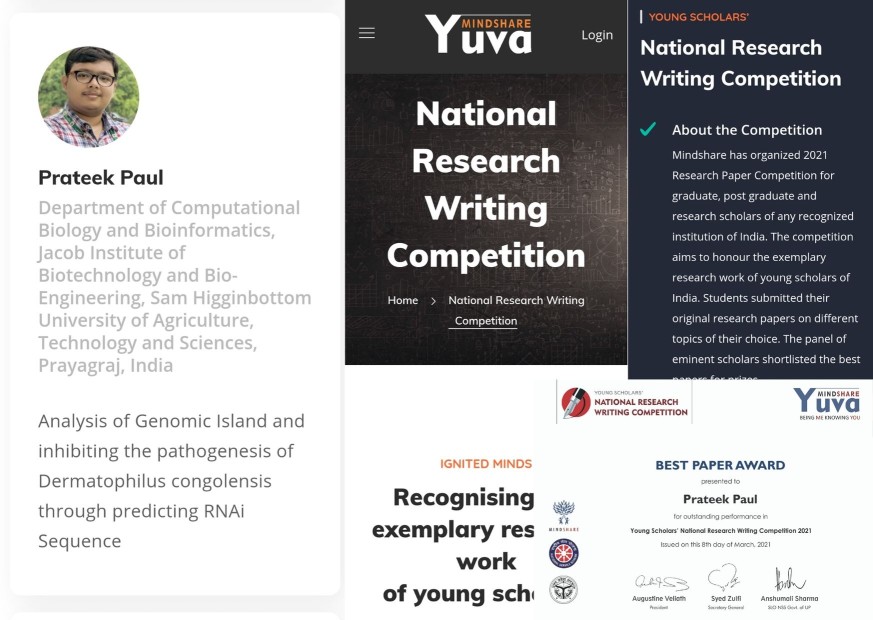 Prateek Paul
Department of Computational
Biology and Bioinformatics,
Jacob Institute of
Biotechnology and Bio-
Engineering, Sam Higginbottom
University of Agriculture,
Technology and Sciences,
Prayagraj, India
Analysis of Genomic Island and
inhibiting the pathogenesis of
Dermatophilus congolensis
through predicting RNAi
Sequence
MINDSHARE
Yuva
Login
National
Research
Writing
Competition
Home > National Research Writing
Competition
YOUNG SCHOLARS'
National Research
Writing Competition
About the Competition
Mindshare has organized 2021
Research Paper Competition for
graduate, post graduate and
research scholars of any recognized
institution of India. The competition
aims to honour the exemplary
research work of young scholars of
India. Students submitted their
original research papers on different
topics of their choice. The panel of
eminent scholars shortlisted the best
papers for prizes.
IGNITED MINDS
Recognising
exemplary res
work
of young scho
YOUNG SCHOLARS'
NATIONAL RESEARCH
WRITING COMPETITION
MINDSHARE
Yuva
BEING ME KNOWING YOU
BEST PAPER AWARD
presented to
Prateek Paul
for outstanding performance in
Young Scholars' National Research Writing Competition 2021
issued on this 8th day of March, 2021
MINDSHARE
Augustine Veliath
President
Syed Zulfi
Secretary General
Anshumali Sharma
SLO NSS Govt. of UP